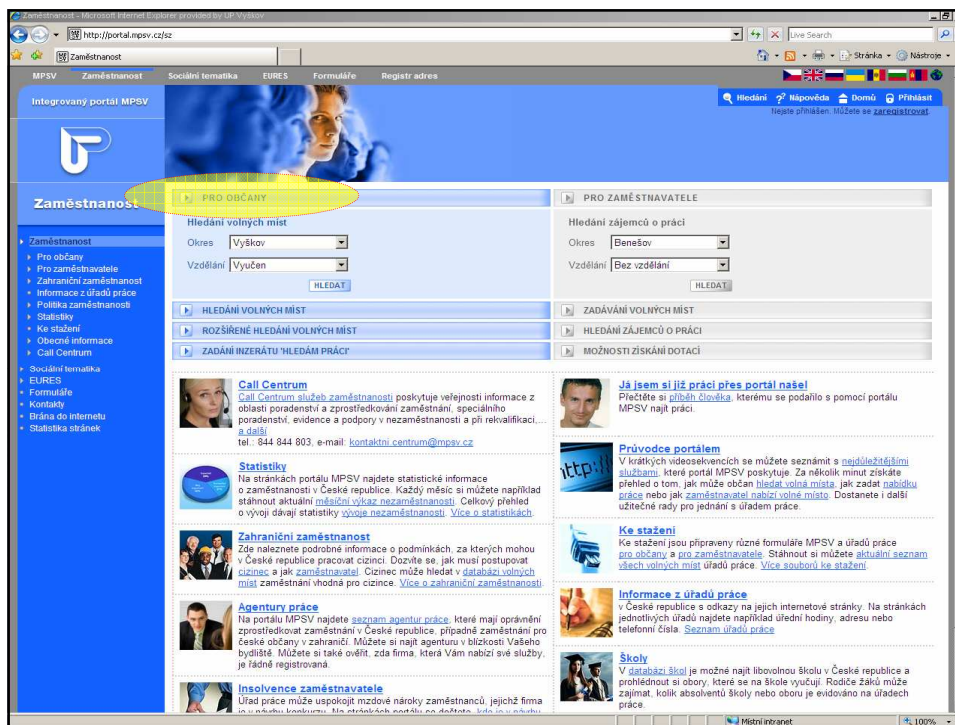 Zaměstnanost - Microsoft Internet Explorer provided by UP Vyškov
http://portal.mpsv.cz/sz
Live Search
Zaměstnanost
Stránka
Nástroje
MPSV Zaměstnanost Sociální tematika EURES Formuláře Registr adres
Integrovaný portál MPSV
Hledání Nápověda Domů Přihlásit
Nejste přihlášen. Můžete se zaregistrovat.
Zaměstnanost
Zaměstnanost
Pro občany
Pro zaměstnavatele
Zahraniční zaměstnanost
Informace z úřadů práce
Politika zaměstnanosti
Statistiky
Ke stažení
Obecné informace
Call Centrum
Sociální tematika
EURES
Formuláře
Kontakty
Brána do internetu
Statistika stránek
PRO OBČANY
Hledání volných míst
Okres Vyškov
Vzdělání Vyučen
HLEDAT
HLEDÁNÍ VOLNÝCH MÍST
ROZŠÍŘENÉ HLEDÁNÍ VOLNÝCH MÍST
ZADÁNÍ INZERÁTU 'HLEDÁM PRÁCI'
PRO ZAMĚSTNAVATELE
Hledání zájemců o práci
Okres Benešov
Vzdělání Bez vzdělání
HLEDAT
ZADÁVÁNÍ VOLNÝCH MÍST
HLEDÁNÍ ZÁJEMCŮ O PRÁCI
MOŽNOSTI ZÍSKÁNÍ DOTACÍ
Call Centrum
Call Centrum služeb zaměstnanosti poskytuje veřejnosti informace z
oblasti poradenství a zprostředkování zaměstnání, speciálního
poradenství, evidence a podpory v nezaměstnanosti a při rekvalifikaci,...
a další
tel.: 844 844 803, e-mail: kontaktni.centrum@mpsv.cz
Statistiky
Na stránkách portálu MPSV najdete statistické informace
o zaměstnanosti v České republice. Každý měsíc si můžete například
stáhnout aktuální měsíční výkaz nezaměstnanosti. Celkový přehled
o vývoji dávají statistiky vývoje nezaměstnanosti. Více o statistikách.
Zahraniční zaměstnanost
Zde naleznete podrobné informace o podmínkách, za kterých mohou
v České republice pracovat cizinci. Dozvíte se, jak musí postupovat
cizinec a jak zaměstnavatel. Cizinec může hledat v databázi volných
míst zaměstnání vhodná pro cizince. Více o zahraniční zaměstnanosti.
Agentury práce
Na portálu MPSV najdete seznam agentur práce, které mají oprávnění
zprostředkovat zaměstnání v České republice, případně zaměstnání pro
české občany v zahraničí. Můžete si najít agenturu v blízkosti Vašeho
bydliště. Můžete si také ověřit, zda firma, která Vám nabízí své služby,
je řádně registrovaná.
Insolvence zaměstnavatele
Úřad práce může uspokojit mzdové nároky zaměstnanců, jejichž firma
je v návrhu konkurzu. Na stránkách portálu se dočtete, kdo je v návrhu
Já jsem si již práci přes portál našel
Přečtěte si příběh člověka, kterému se podařilo s pomocí portálu
MPSV najít práci.
http:/
Průvodce portálem
V krátkých videosekvencích se můžete seznámit s nejdůležitějšími
službami, které portál MPSV poskytuje. Za několik minut získáte
přehled o tom, jak může občan hledat volná místa, jak zadat nabídku
práce nebo jak zaměstnavatel nabízí volné místo. Dostanete i další
užitečné rady pro jednání s úřadem práce.
Ke stažení
Ke stažení jsou připraveny různé formuláře MPSV a úřadů práce
pro občany a pro zaměstnavatele. Stáhnout si můžete aktuální seznam
všech volných míst úřadů práce. Více souborů ke stažení.
Informace z úřadů práce
v České republice s odkazy na jejich internetové stránky. Na stránkách
jednotlivých úřadů najdete například úřední hodiny, adresu nebo
telefonní čísla. Seznam úřadů práce
Školy
V databázi škol je možné najít libovolnou školu v České republice a
prohlédnout si obory, které se na škole vyučují. Rodiče žáků může
zajímat, kolik absolventů školy nebo oboru je evidováno na úřadech
práce.
Místní intranet
100%